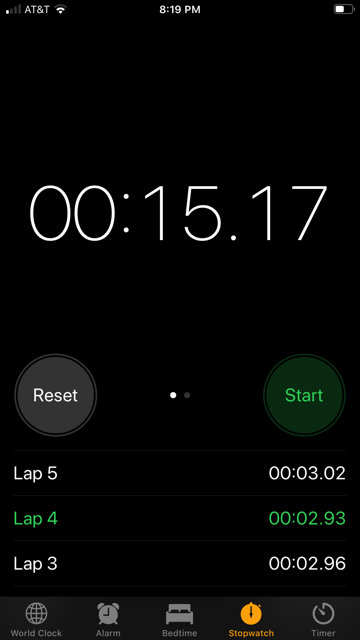 AT&T 8:19 PM
00:15.17
Reset Start
Lap 5 00:03.02
Lap 4 00:02.93
Lap 3 00:02.96
World Clock Alarm Bedtime Stopwatch Timer